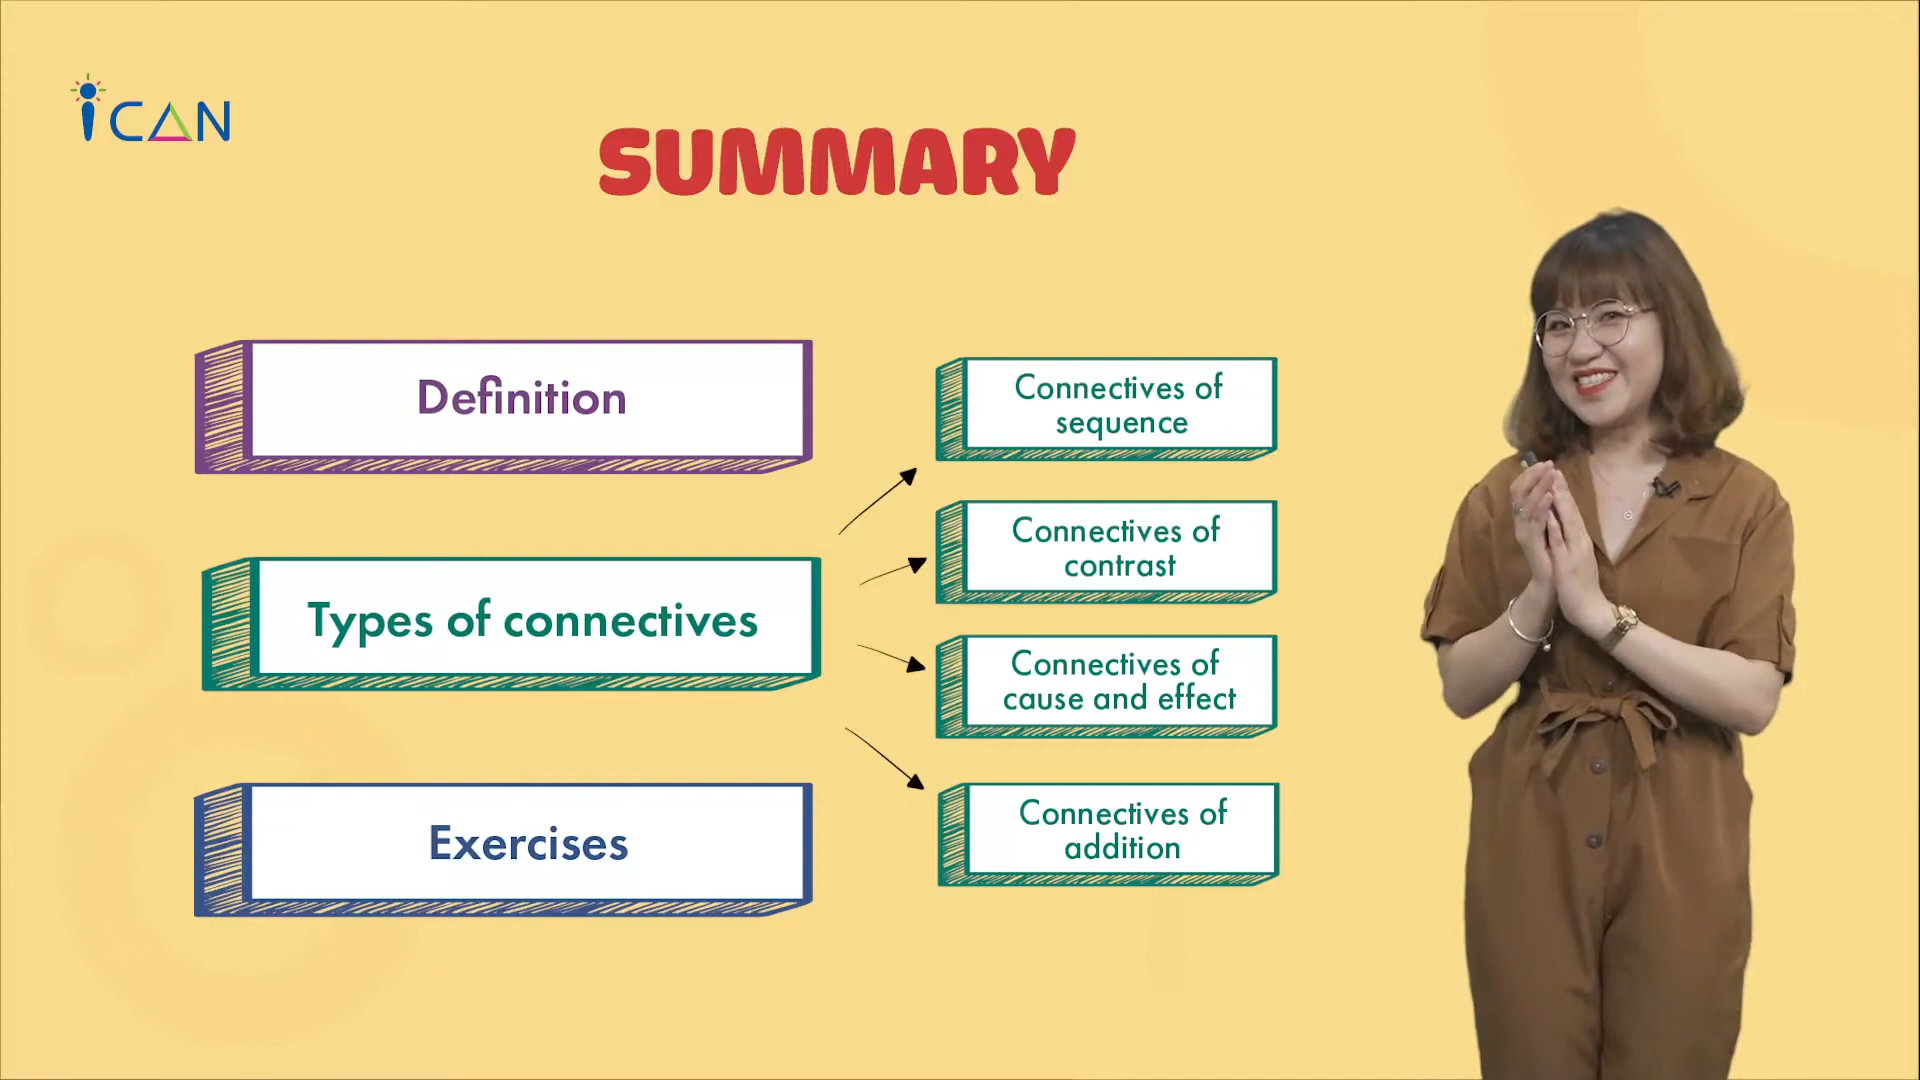 iCAN
SUMMARY
Definition
Types of connectives
Exercises
Connectives of
sequence
Connectives of
contrast
Connectives of
cause and effect
Connectives of
addition